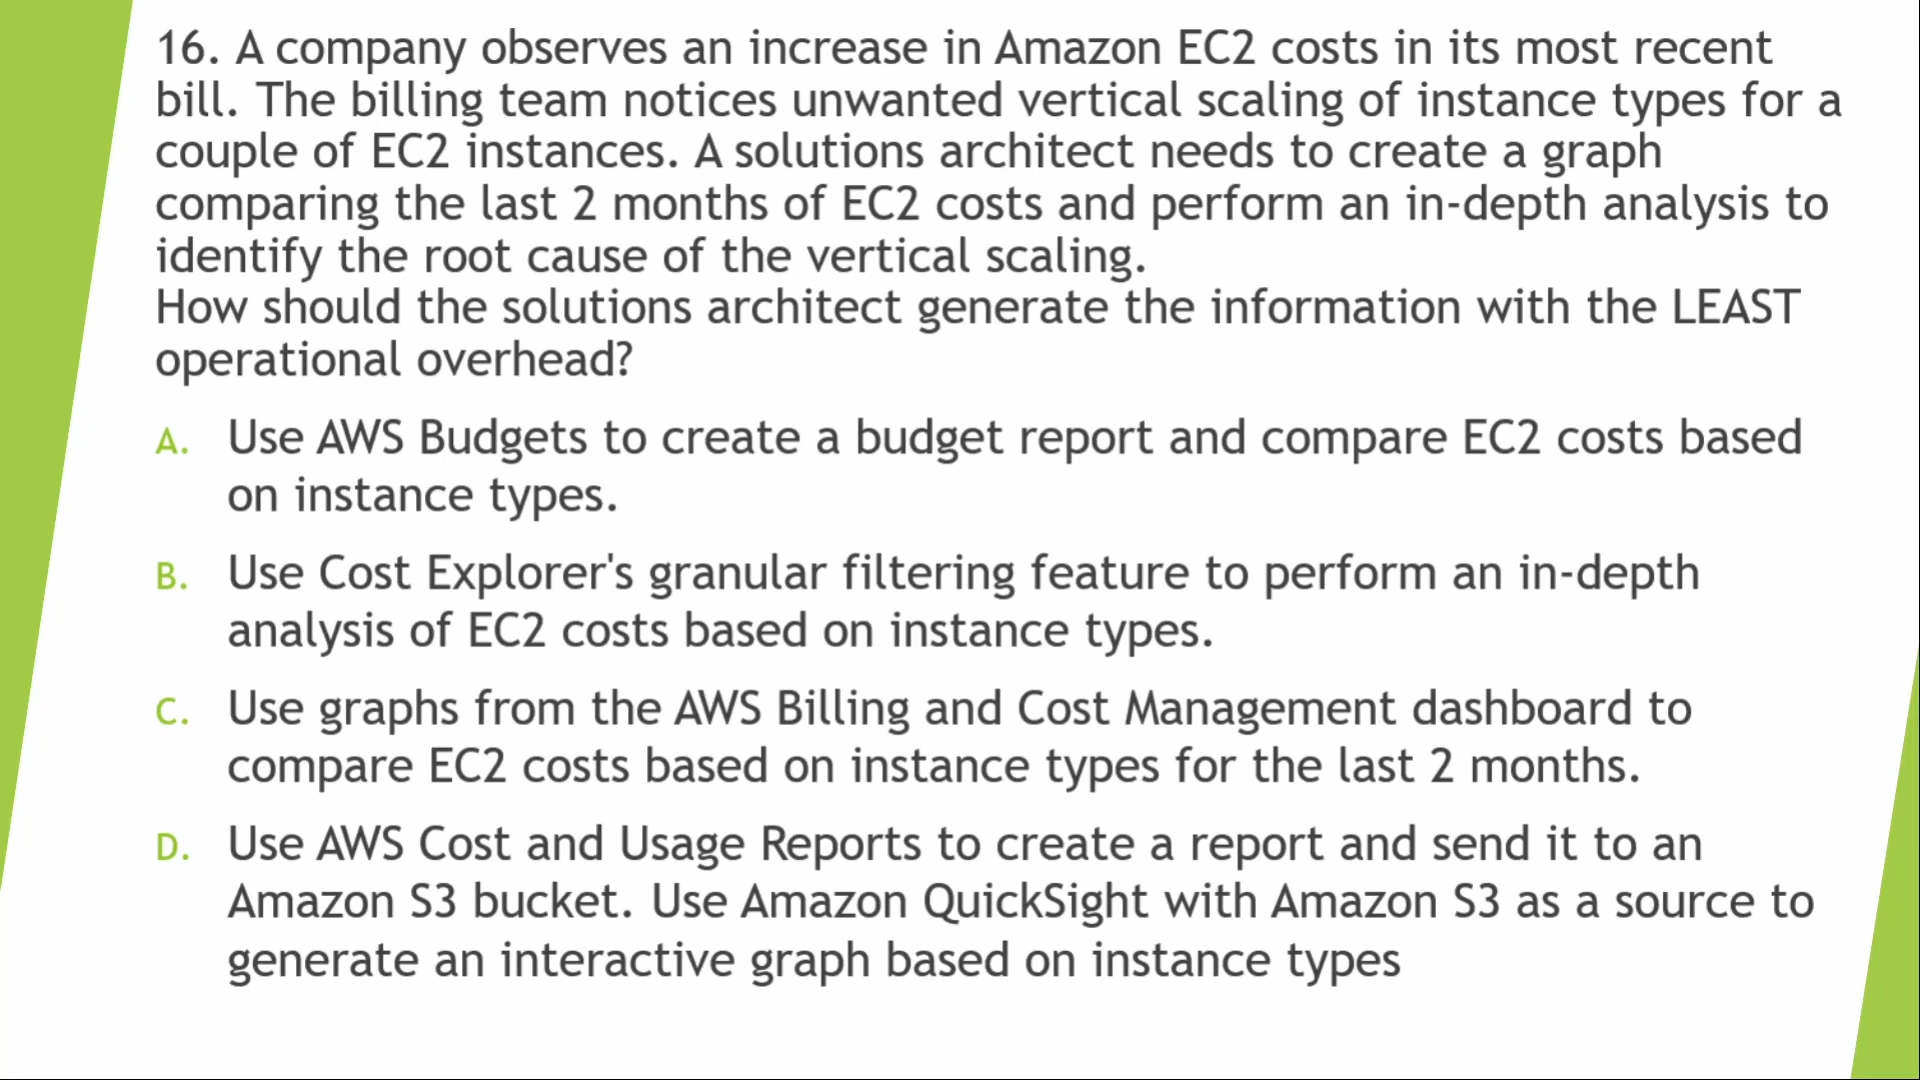 16. A company observes an increase in Amazon EC2 costs in its most recent
bill. The billing team notices unwanted vertical scaling of instance types for a
couple of EC2 instances. A solutions architect needs to create a graph
comparing the last 2 months of EC2 costs and perform an in-depth analysis to
identify the root cause of the vertical scaling.
How should the solutions architect generate the information with the LEAST
operational overhead?
A. Use AWS Budgets to create a budget report and compare EC2 costs based
on instance types.
B. Use Cost Explorer's granular filtering feature to perform an in-depth
analysis of EC2 costs based on instance types.
C. Use graphs from the AWS Billing and Cost Management dashboard to
compare EC2 costs based on instance types for the last 2 months.
D. Use AWS Cost and Usage Reports to create a report and send it to an
Amazon S3 bucket. Use Amazon QuickSight with Amazon S3 as a source to
generate an interactive graph based on instance types